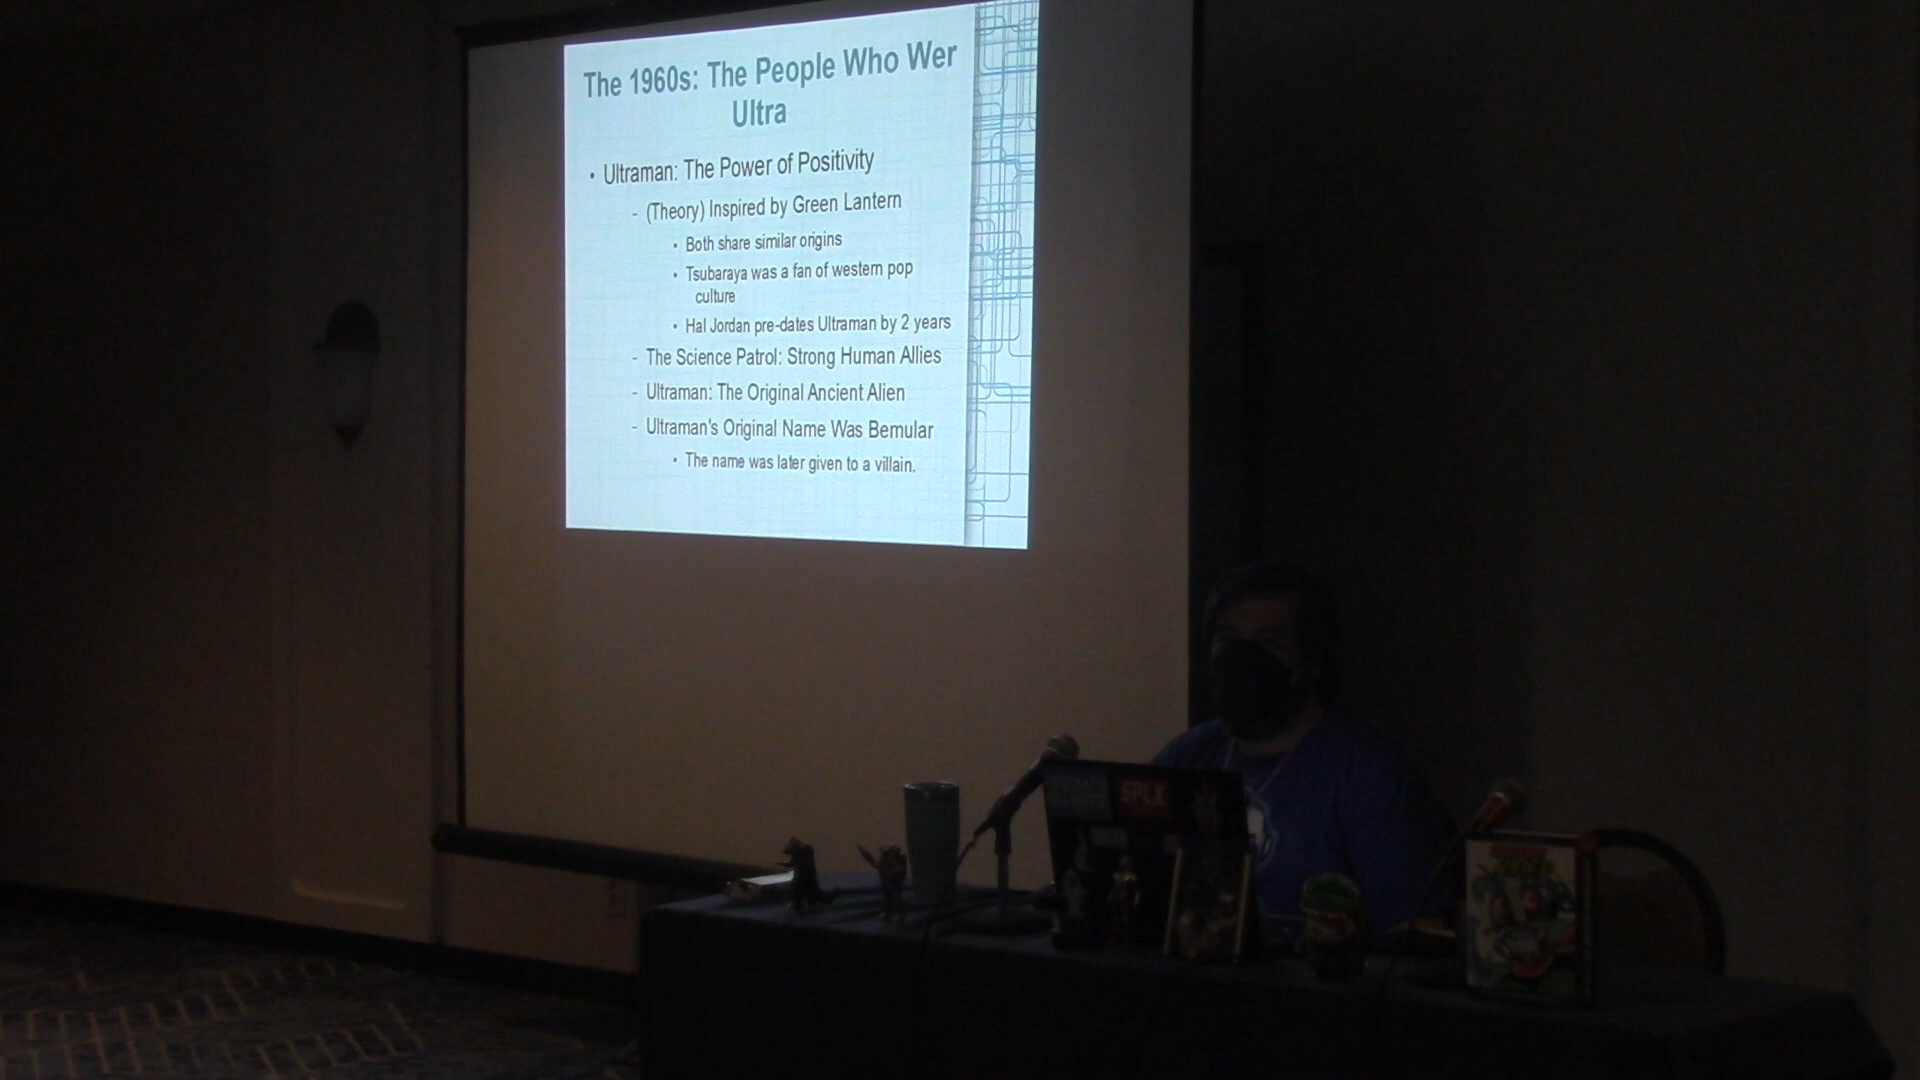 The 1960s: The People Who Wer
Ultra
• Ultraman: The Power of Positivity
- (Theory) Inspired by Green Lantern
• Both share similar origins
• Tsubaraya was a fan of western pop
culture
• Hal Jordan pre-dates Ultraman by 2 years
- The Science Patrol: Strong Human Allies
- Ultraman: The Original Ancient Alien
- Ultraman's Original Name Was Bemular
• The name was later given to a villain.
SPLX